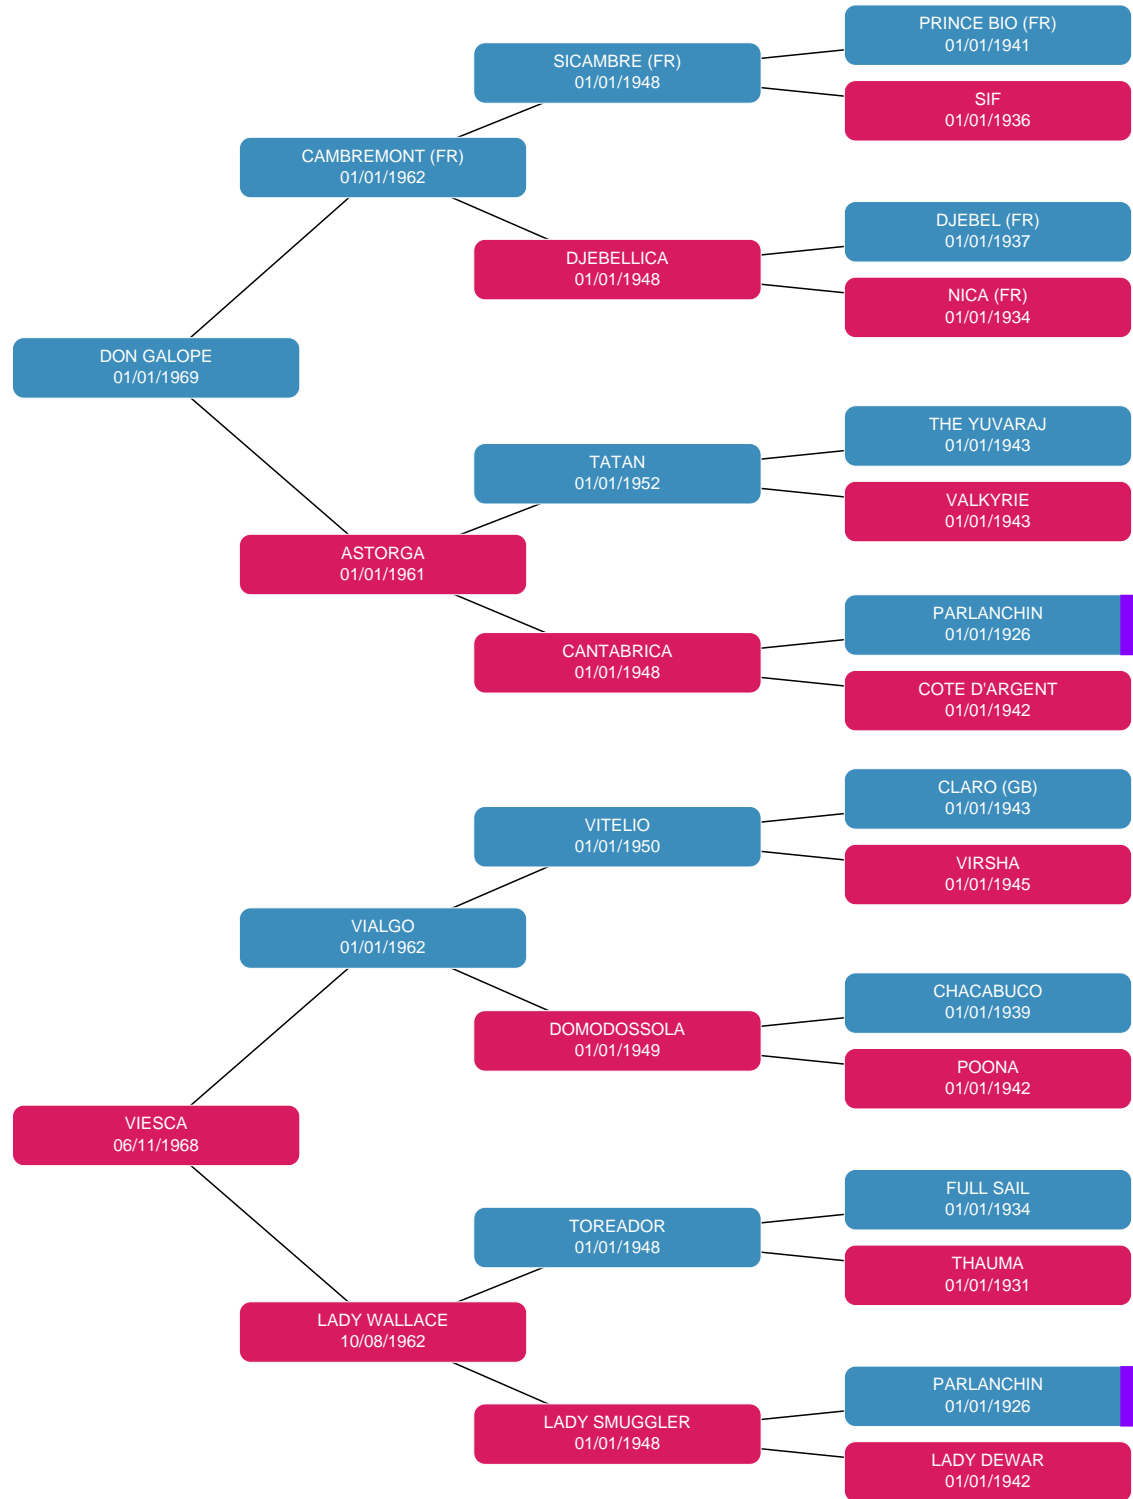 PRINCE BIO (FR)
01/01/1941
SICAMBRE (FR)
01/01/1948
SIF
01/01/1936
CAMBREMONT (FR)
01/01/1962
DJEBEL (FR)
01/01/1937
DJEBELLICA
01/01/1948
NICA (FR)
01/01/1934
DON GALOPE
01/01/1969
THE YUVARAJ
01/01/1943
TATAN
01/01/1952
VALKYRIE
01/01/1943
ASTORGA
01/01/1961
PARLANCHIN
01/01/1926
CANTABRICA
01/01/1948
COTE D'ARGENT
01/01/1942
CLARO (GB)
01/01/1943
VITELIO
01/01/1950
VIRSHA
01/01/1945
VIALGO
01/01/1962
CHACABUCO
01/01/1939
DOMODOSSOLA
01/01/1949
POONA
01/01/1942
VIESCA
06/11/1968
FULL SAIL
01/01/1934
TOREADOR
01/01/1948
THAUMA
01/01/1931
LADY WALLACE
10/08/1962
PARLANCHIN
01/01/1926
LADY SMUGGLER
01/01/1948
LADY DEWAR
01/01/1942